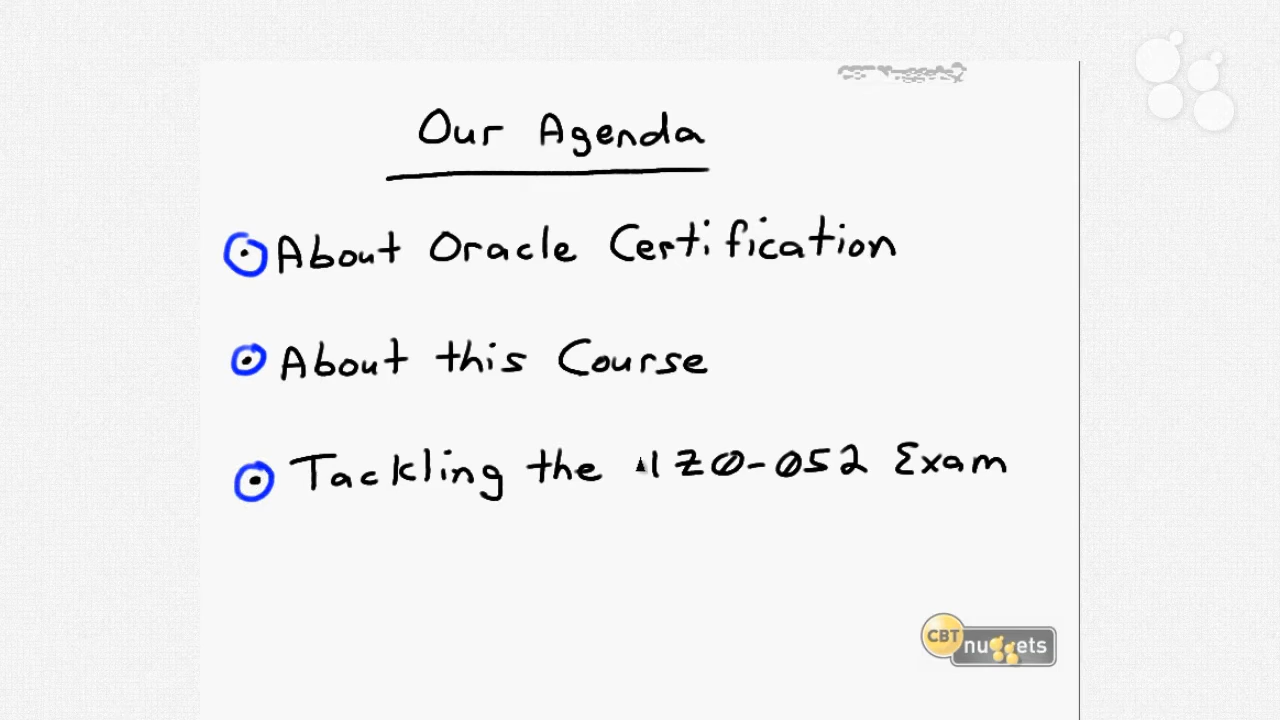 Our Agenda
About Oracle Certification
About this Course
Tackling the 1Z0-052 Exam
CBT nuggets